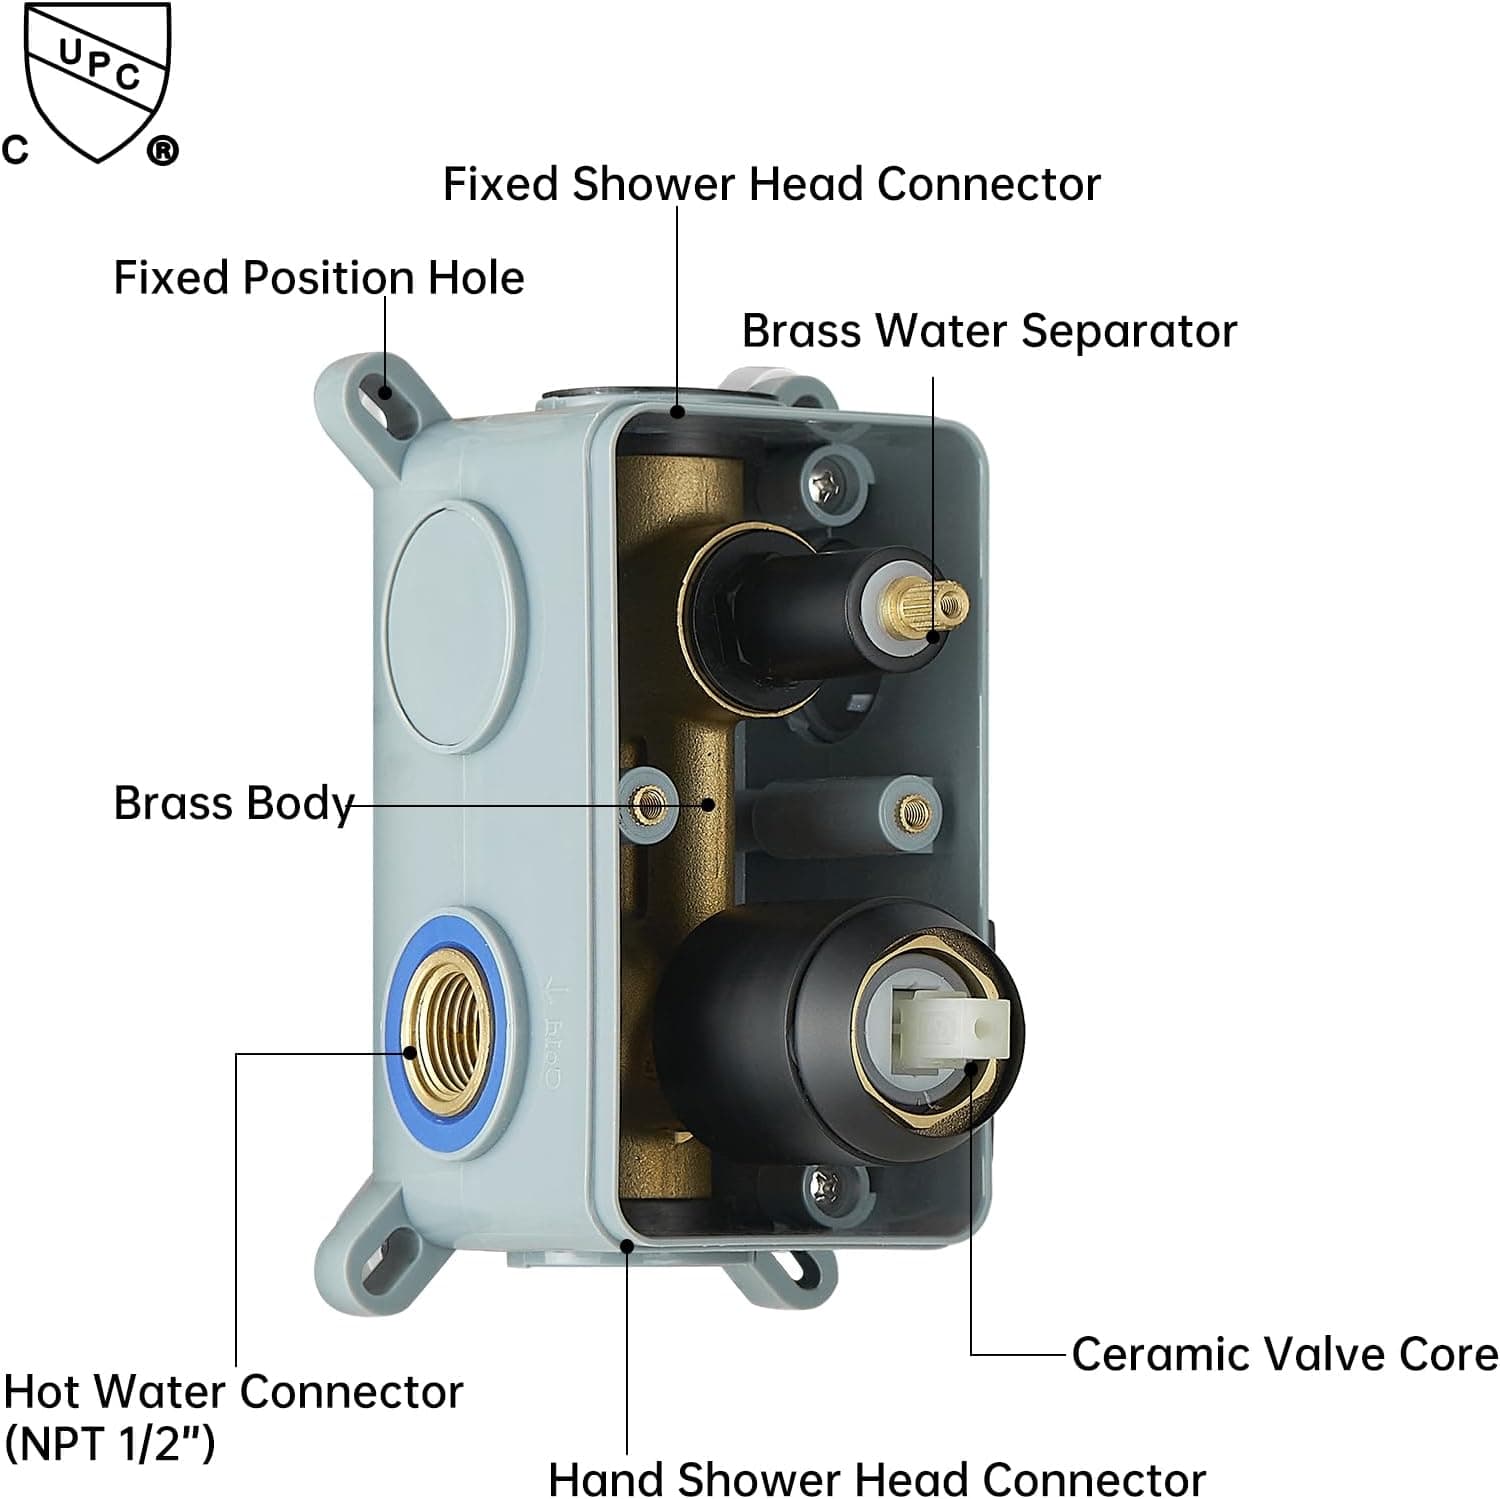 UPC
C ®
Fixed Shower Head Connector
Fixed Position Hole
Brass Water Separator
Brass Body
Hot Water Connector
(NPT 1/2")
Ceramic Valve Core
Hand Shower Head Connector